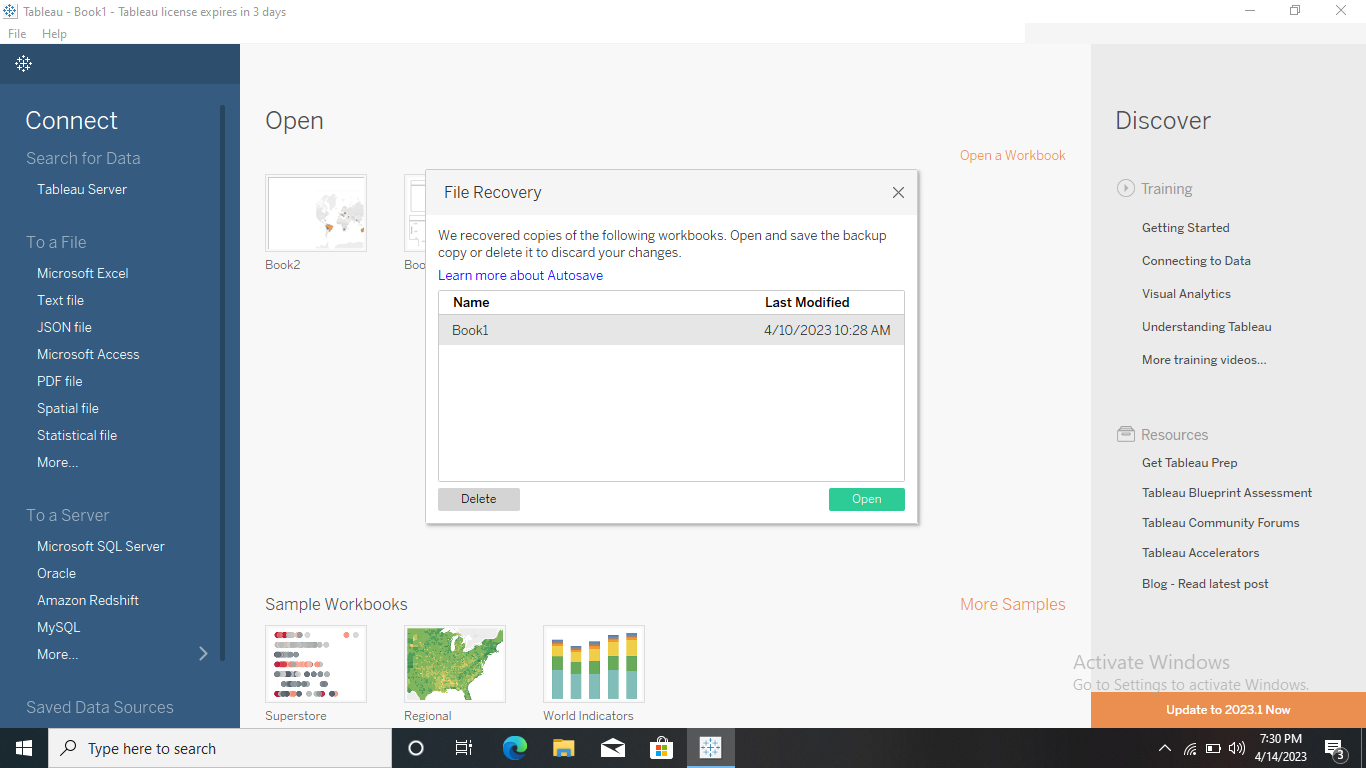 Tableau - Book1 - Tableau license expires in 3 days
File Help
Connect
Search for Data
Tableau Server
To a File
Microsoft Excel
Text file
JSON file
Microsoft Access
PDF file
Spatial file
Statistical file
More...
To a Server
Microsoft SQL Server
Oracle
Amazon Redshift
MySQL
More...
Saved Data Sources
Open
Open a Workbook
Book2
Boo
File Recovery
We recovered copies of the following workbooks. Open and save the backup
copy or delete it to discard your changes.
Learn more about Autosave
Name Last Modified
Book1 4/10/2023 10:28 AM
Delete Open
Sample Workbooks
More Samples
Superstore
Regional
World Indicators
Discover
Training
Getting Started
Connecting to Data
Visual Analytics
Understanding Tableau
More training videos...
Resources
Get Tableau Prep
Tableau Blueprint Assessment
Tableau Community Forums
Tableau Accelerators
Blog - Read latest post
Activate Windows
Go to Settings to activate Windows.
Update to 2023.1 Now
Type here to search
7:30 PM
4/14/2023
3